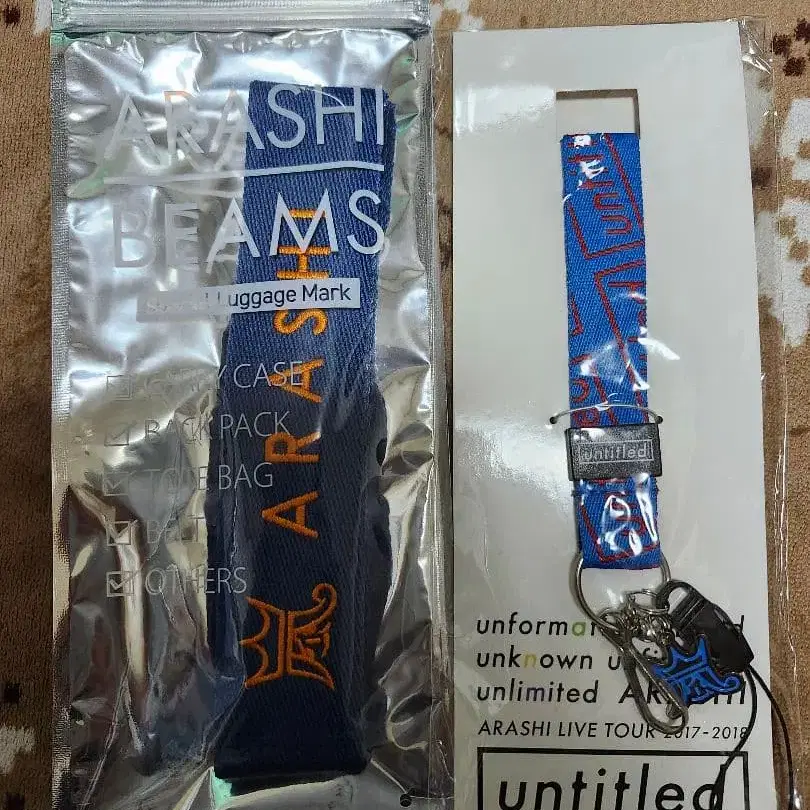 ARASHI
BEAMS
Luggage Mark
CASE
BACK PACK
TOTE BAG
BELT
OTHERS
ARASHI
untitled
unknown
unlimited ARASHI
ARASHI LIVE TOUR 2017-2018
untitled